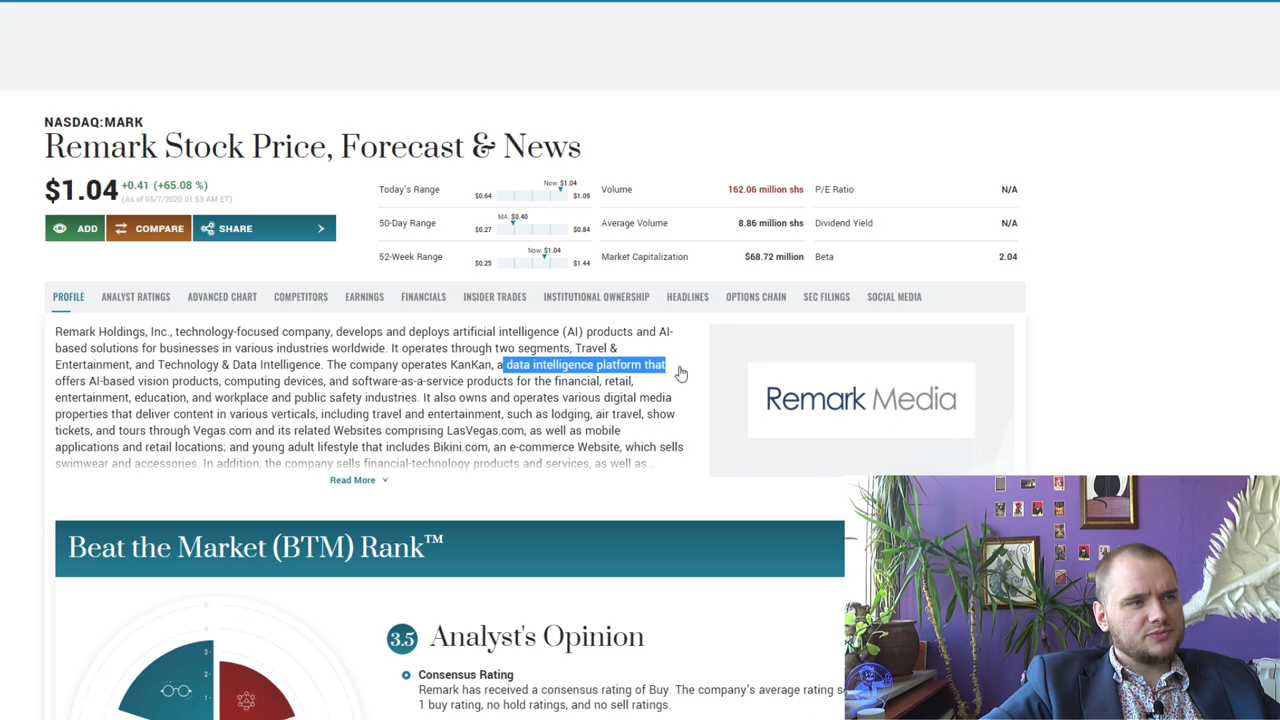 NASDAQ:MARK
Remark Stock Price, Forecast & News
$1.04 +0.41 (+65.08 %)
(As of 05/7/2020 01:55 AM ET)
ADD
COMPARE
SHARE
Today's Range
Now: $1.04
$0.64
$1.09
50-Day Range
MA: $0.40
$0.27
$0.84
52-Week Range
Now: $1.04
$0.25
$1.44
Volume 162.06 million shs
Average Volume 8.86 million shs
Market Capitalization $68.72 million
P/E Ratio N/A
Dividend Yield N/A
Beta 2.04
PROFILE ANALYST RATINGS ADVANCED CHART COMPETITORS EARNINGS FINANCIALS INSIDER TRADES INSTITUTIONAL OWNERSHIP HEADLINES OPTIONS CHAIN SEC FILINGS SOCIAL MEDIA
Remark Holdings, Inc., technology-focused company, develops and deploys artificial intelligence (AI) products and AI-
based solutions for businesses in various industries worldwide. It operates through two segments, Travel &
Entertainment, and Technology & Data Intelligence. The company operates KanKan, a data intelligence platform that
offers AI-based vision products, computing devices, and software-as-a-service products for the financial, retail,
entertainment, education, and workplace and public safety industries. It also owns and operates various digital media
properties that deliver content in various verticals, including travel and entertainment, such as lodging, air travel, show
tickets, and tours through Vegas.com and its related Websites comprising LasVegas.com, as well as mobile
applications and retail locations; and young adult lifestyle that includes Bikini.com, an e-commerce Website, which sells
swimwear and accessories. In addition, the company sells financial-technology products and services, as well as…
Read More
Remark Media
Beat the Market (BTM) Rank™
3
2
1
3.5 Analyst's Opinion
Consensus Rating
Remark has received a consensus rating of Buy. The company's average rating s
1 buy rating, no hold ratings, and no sell ratings.